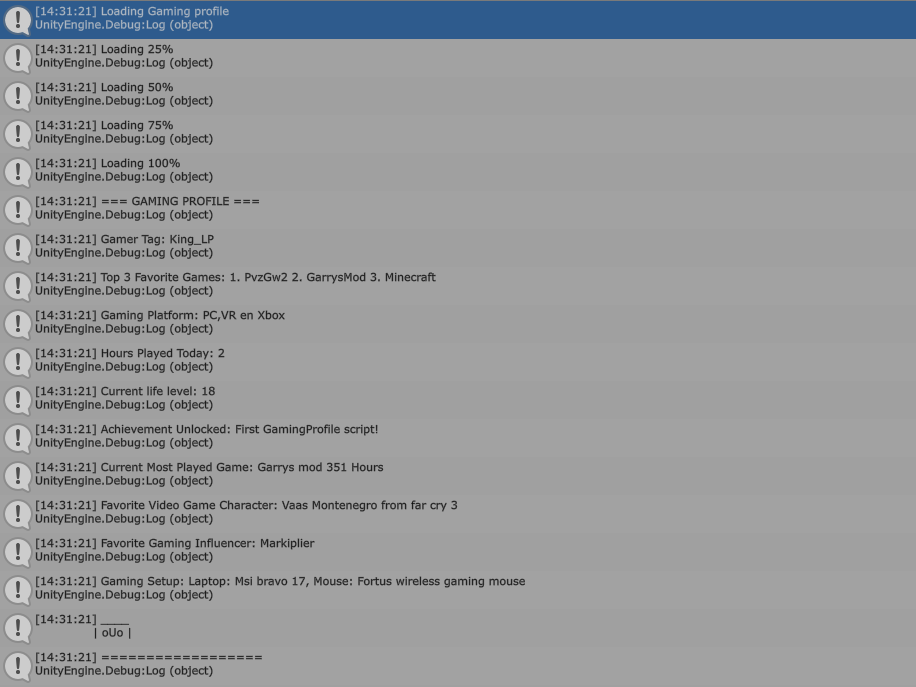 [14:31:21] Loading Gaming profile
UnityEngine.Debug:Log (object)
[14:31:21] Loading 25%
UnityEngine.Debug:Log (object)
[14:31:21] Loading 50%
UnityEngine.Debug:Log (object)
[14:31:21] Loading 75%
UnityEngine.Debug:Log (object)
[14:31:21] Loading 100%
UnityEngine.Debug:Log (object)
[14:31:21] === GAMING PROFILE ===
UnityEngine.Debug:Log (object)
[14:31:21] Gamer Tag: King_LP
UnityEngine.Debug:Log (object)
[14:31:21] Top 3 Favorite Games: 1. PvzGw2 2. GarrysMod 3. Minecraft
UnityEngine.Debug:Log (object)
[14:31:21] Gaming Platform: PC,VR en Xbox
UnityEngine.Debug:Log (object)
[14:31:21] Hours Played Today: 2
UnityEngine.Debug:Log (object)
[14:31:21] Current life level: 18
UnityEngine.Debug:Log (object)
[14:31:21] Achievement Unlocked: First GamingProfile script!
UnityEngine.Debug:Log (object)
[14:31:21] Current Most Played Game: Garrys mod 351 Hours
UnityEngine.Debug:Log (object)
[14:31:21] Favorite Video Game Character: Vaas Montenegro from far cry 3
UnityEngine.Debug:Log (object)
[14:31:21] Favorite Gaming Influencer: Markiplier
UnityEngine.Debug:Log (object)
[14:31:21] Gaming Setup: Laptop: Msi bravo 17, Mouse: Fortus wireless gaming mouse
UnityEngine.Debug:Log (object)
[14:31:21] ____
| oUo |
[14:31:21] ==================
UnityEngine.Debug:Log (object)